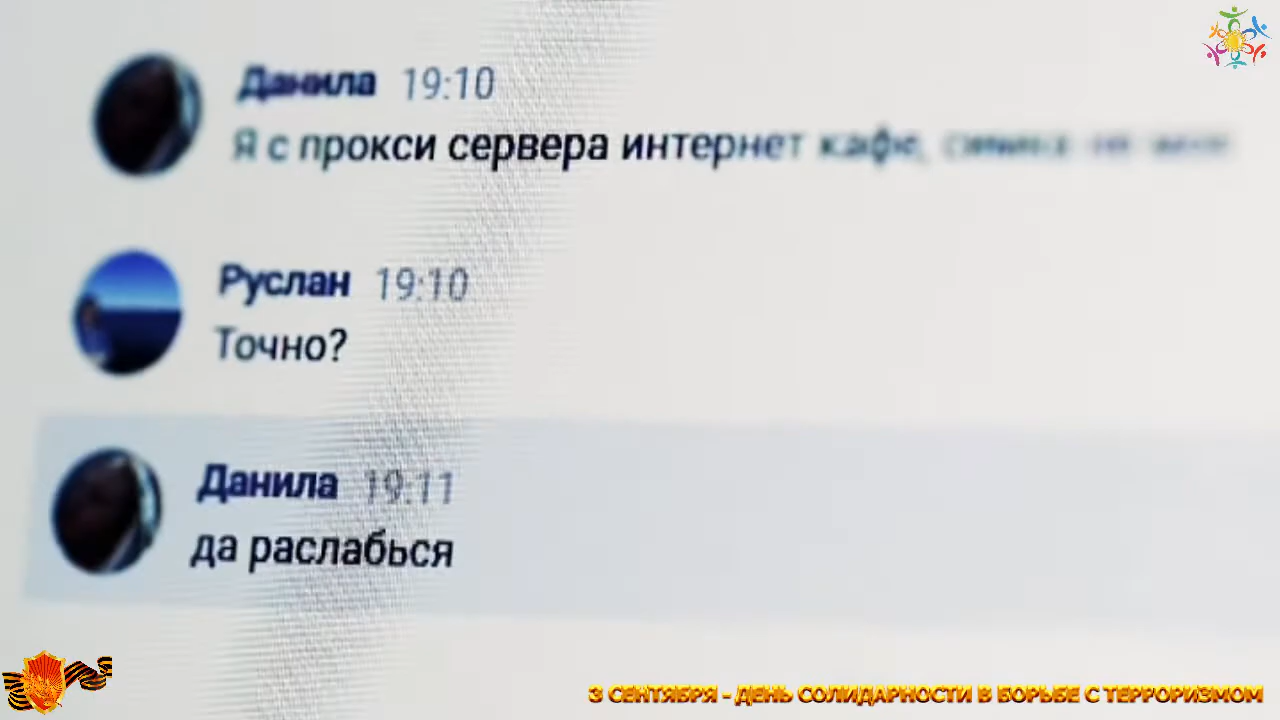 Данила 19:10
Я с прокси сервера интернет кафе,
Руслан 19:10
Точно?
Данила 19:11
да раслабься
3 СЕНТЯБРЯ - ДЕНЬ СОЛИДАРНОСТИ В БОРЬБЕ С ТЕРРОРИЗМОМ